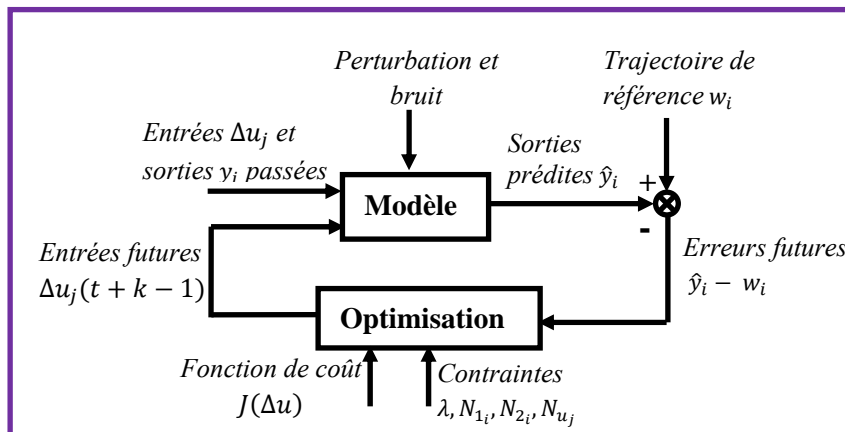 Perturbation et
bruit
Trajectoire de
référence wᵢ
Entrées Δuⱼ et
sorties yᵢ passées
Sorties
prédites ŷᵢ
+
Modèle
-
Entrées futures
Δuⱼ(t + k − 1)
Erreurs futures
ŷᵢ − wᵢ
Optimisation
Fonction de coût
J(Δu)
Contraintes
λ, N₁ᵢ, N₂ᵢ, Nᵤⱼ